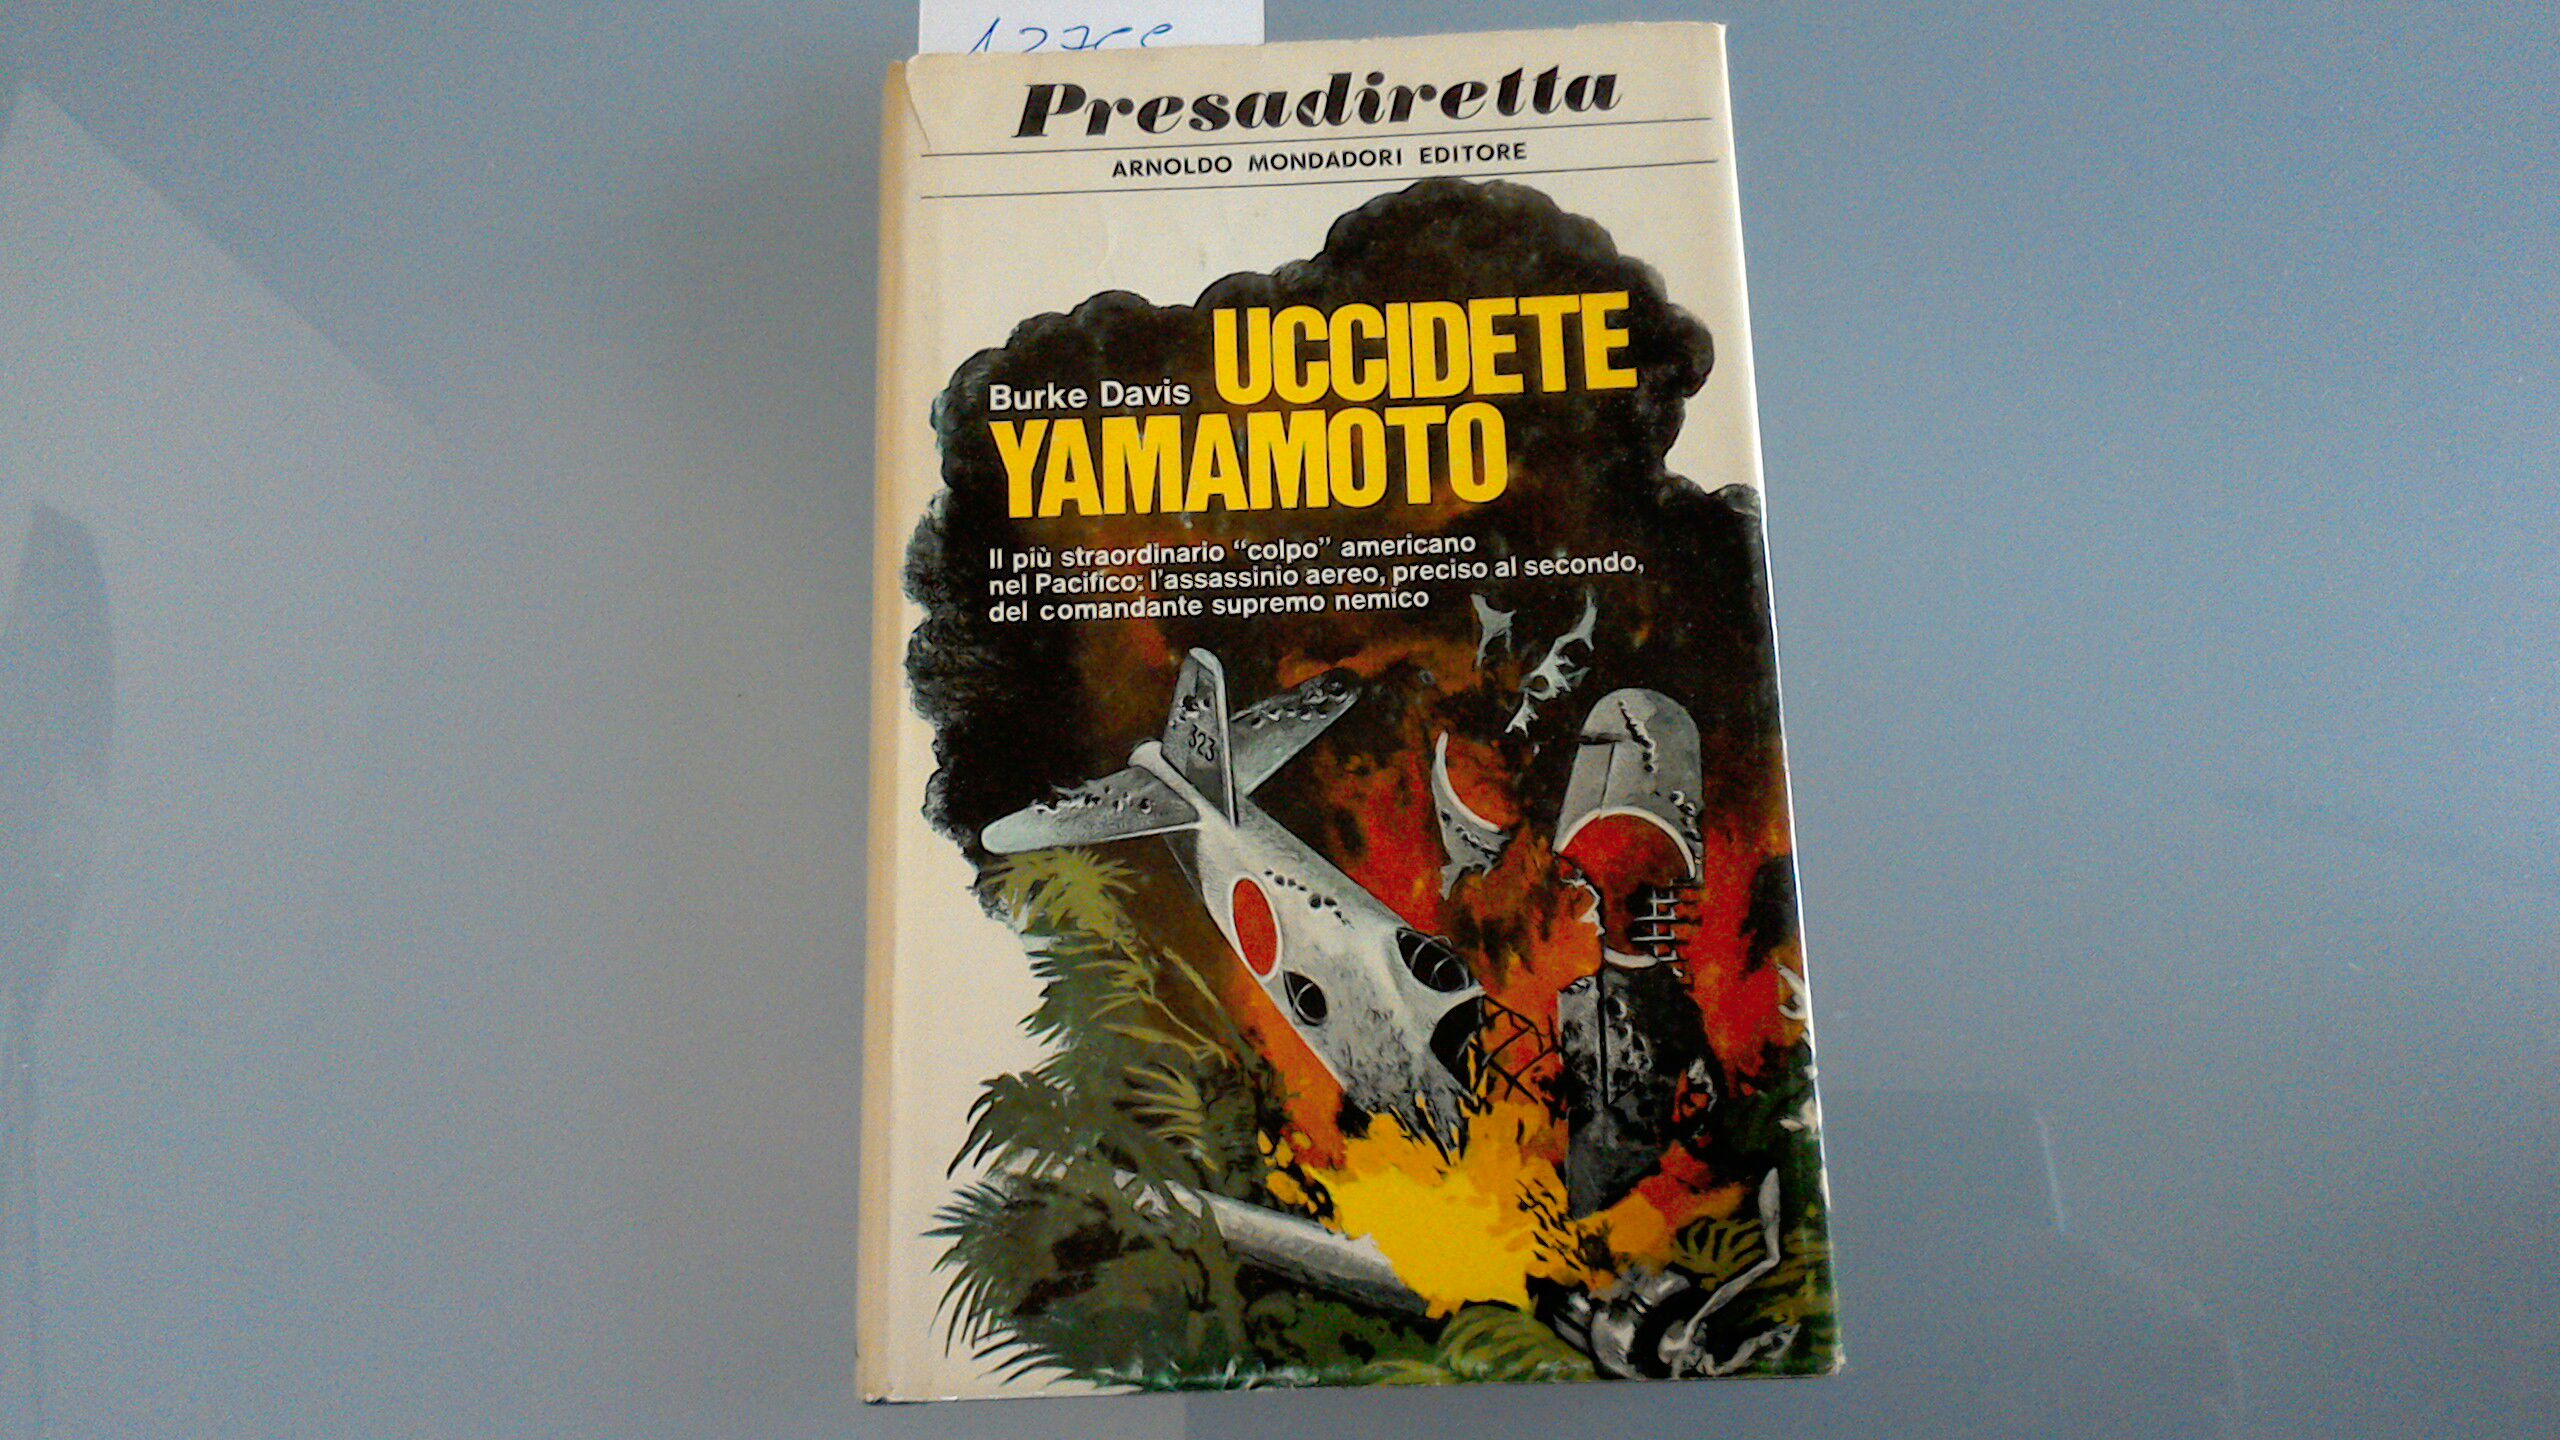 Presadiretta
ARNOLDO MONDADORI EDITORE
Burke Davis UCCIDETE
YAMAMOTO
Il più straordinario “colpo” americano
nel Pacifico: l’assassinio aereo, preciso al secondo,
del comandante supremo nemico
323